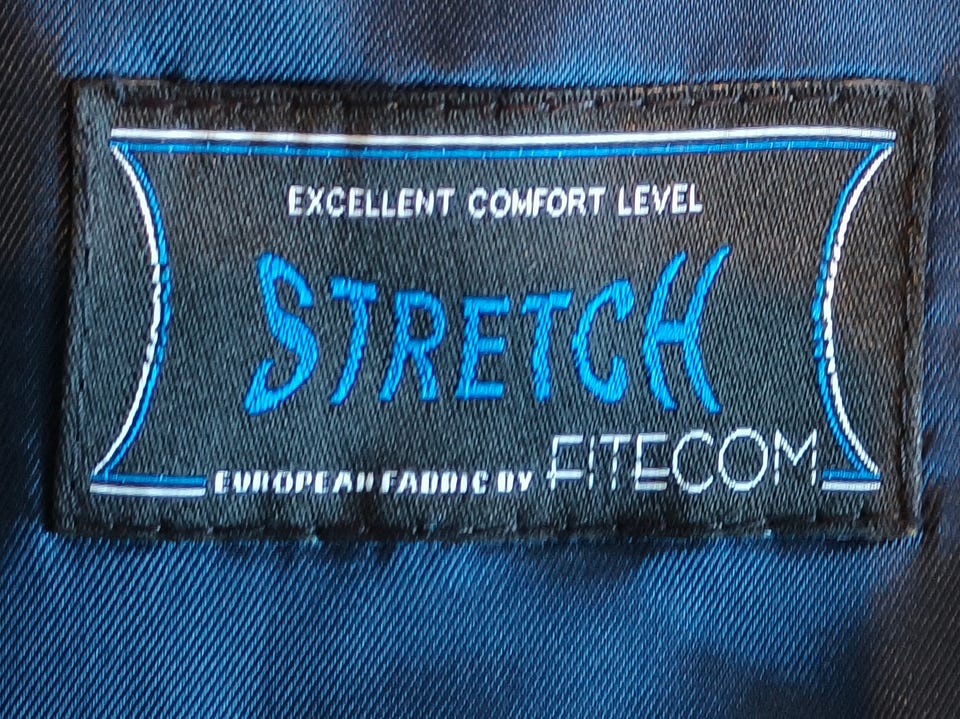 EXCELLENT COMFORT LEVEL
STRETCH
EUROPEAN FABRIC BY FITECOM